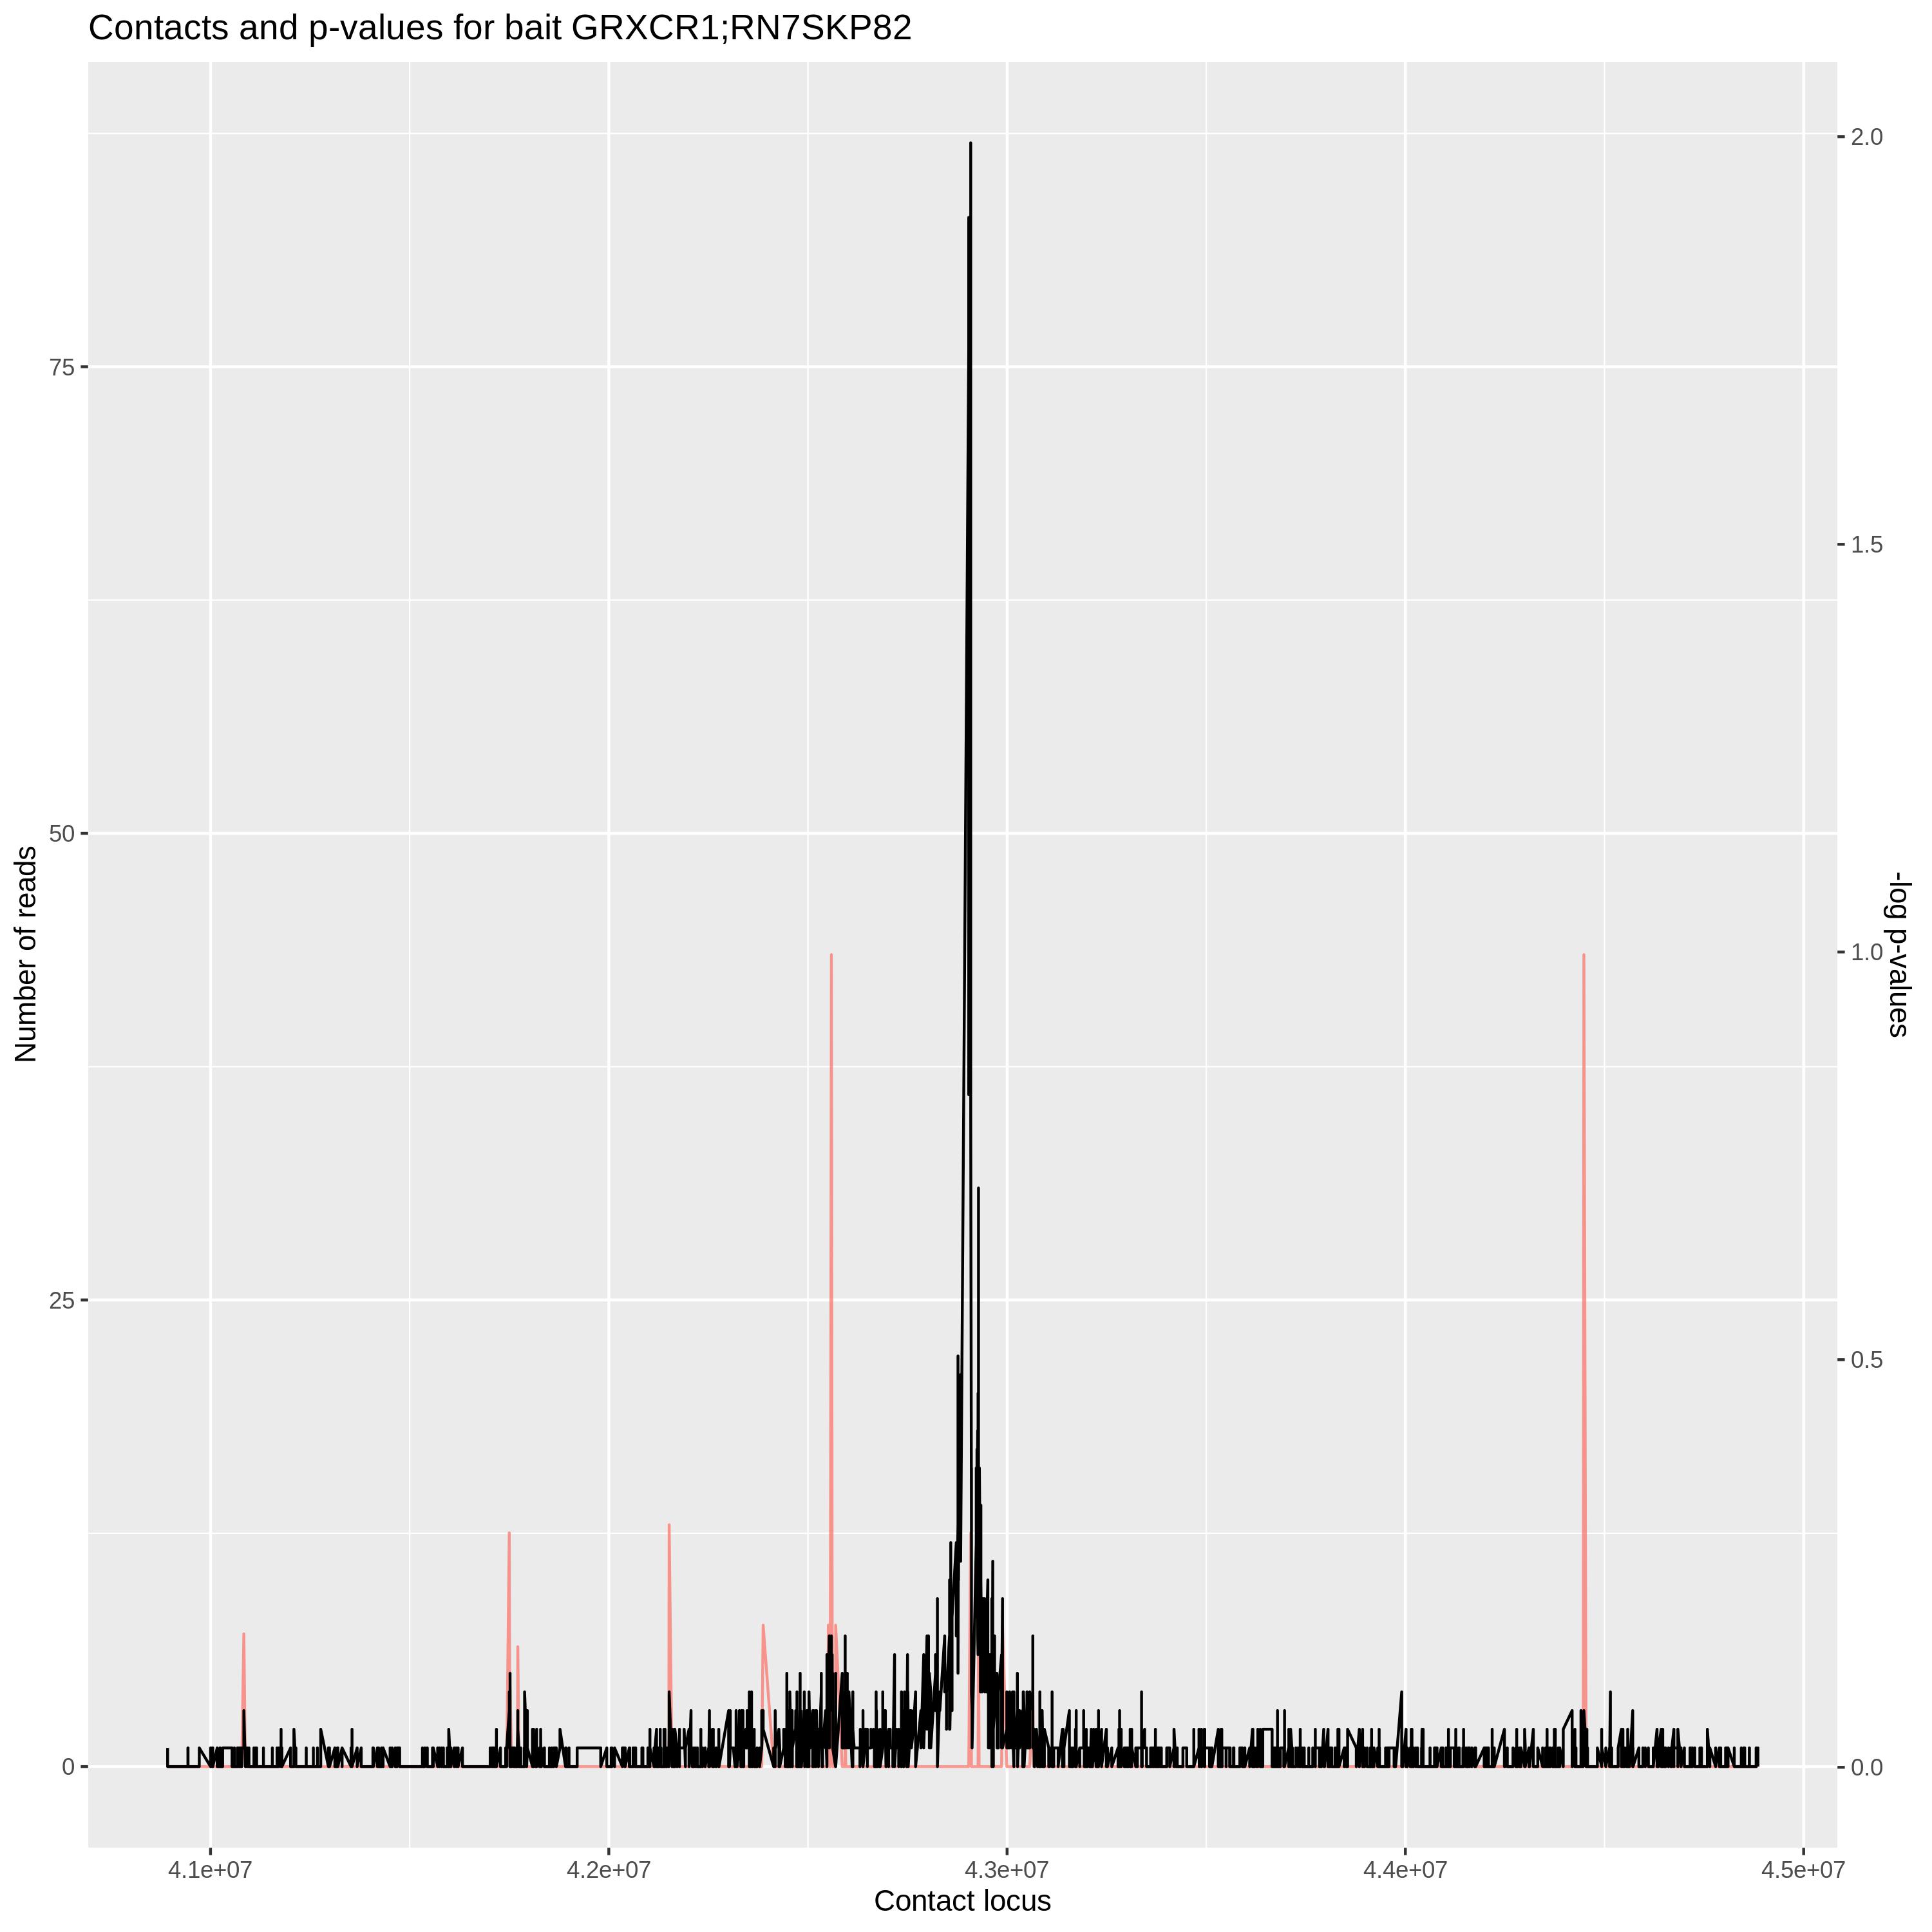 Contacts and p-values for bait GRXCR1;RN7SKP82
2.0
75
1.5
50
Number of reads
-log p-values
1.0
25
0.5
0
0.0
4.1e+07 4.2e+07 4.3e+07 4.4e+07 4.5e+07
Contact locus